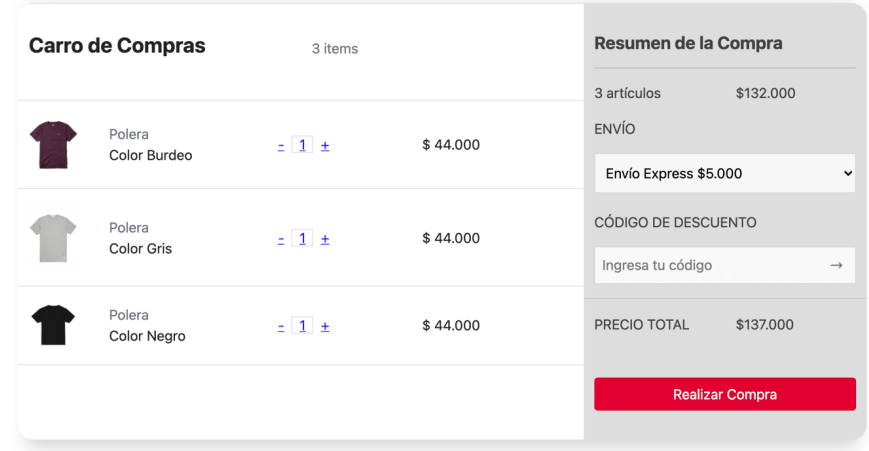 Carro de Compras
3 items
Polera
Color Burdeo
- 1 +
$ 44.000
Polera
Color Gris
- 1 +
$ 44.000
Polera
Color Negro
- 1 +
$ 44.000
Resumen de la Compra
3 artículos $132.000
ENVÍO
Envío Express $5.000
CÓDIGO DE DESCUENTO
Ingresa tu código →
PRECIO TOTAL $137.000
Realizar Compra